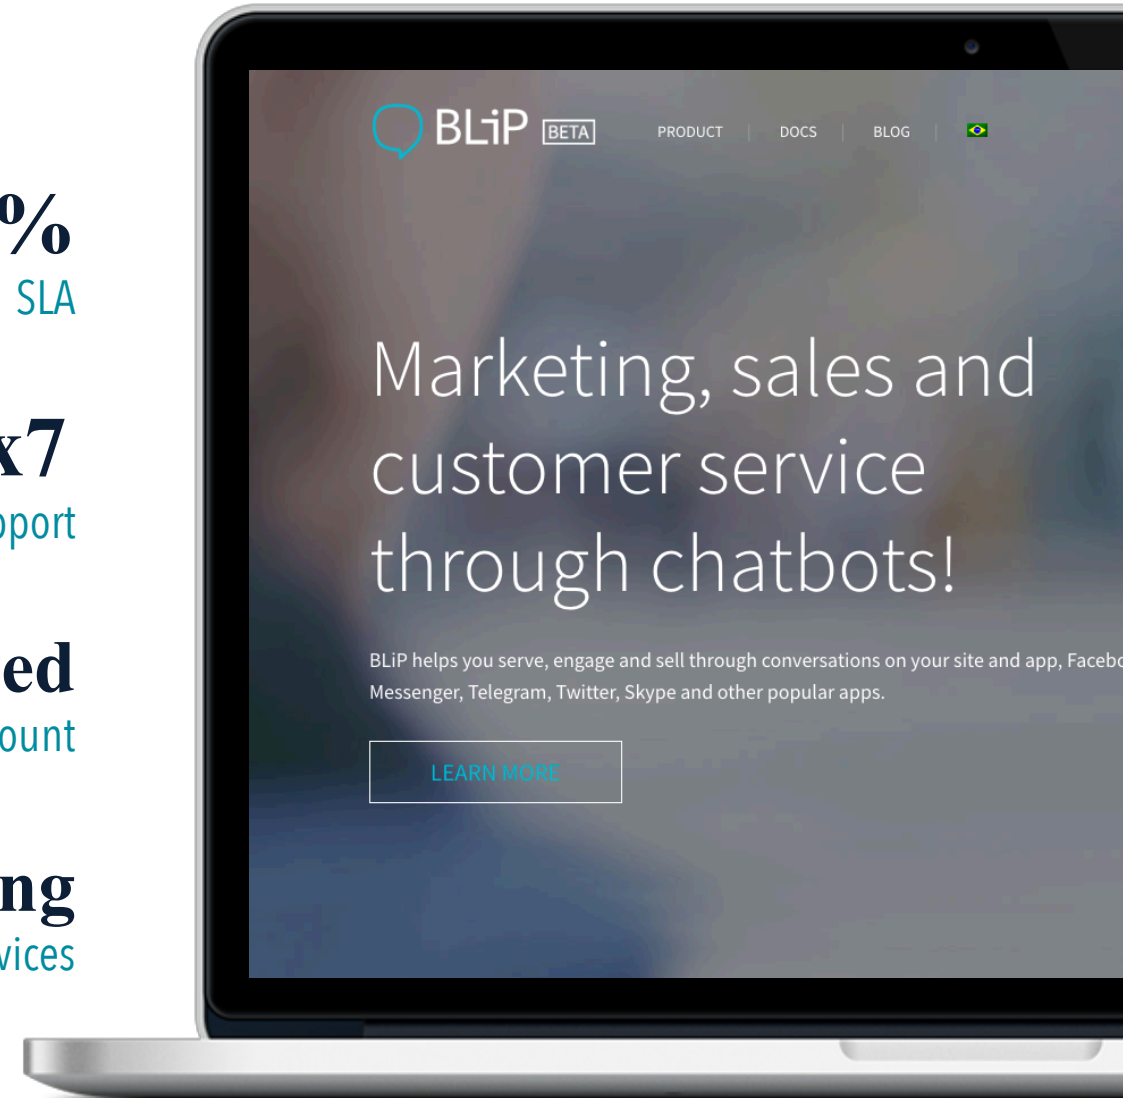 %
SLA
x7
pport
ed
ount
ng
vices
BLiP BETA
PRODUCT
DOCS
BLOG
Marketing, sales and
customer service
through chatbots!
BLiP helps you serve, engage and sell through conversations on your site and app, Facebo
Messenger, Telegram, Twitter, Skype and other popular apps.
LEARN MORE